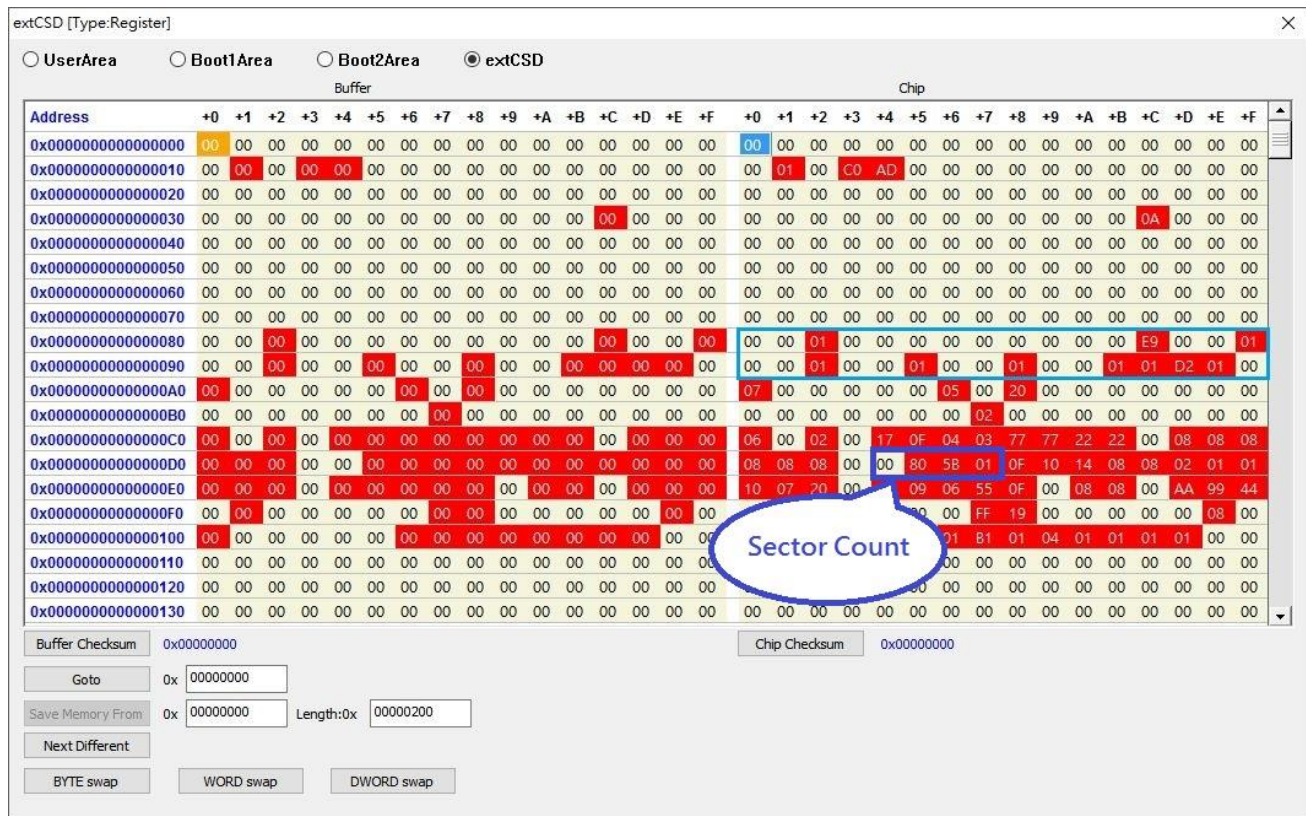 extCSD [Type:Register]
UserArea Boot1Area Boot2Area extCSD
Buffer Chip
Address +0 +1 +2 +3 +4 +5 +6 +7 +8 +9 +A +B +C +D +E +F +0 +1 +2 +3 +4 +5 +6 +7 +8 +9 +A +B +C +D +E +F
0x0000000000000000 00 00 00 00 00 00 00 00 00 00 00 00 00 00 00 00 00 00 00 00 00 00 00 00 00 00 00 00 00 00 00 00
0x0000000000000010 00 00 00 00 00 00 00 00 00 00 00 00 00 00 00 00 00 01 00 C0 AD 00 00 00 00 00 00 00 00 00 00 00
0x0000000000000020 00 00 00 00 00 00 00 00 00 00 00 00 00 00 00 00 00 00 00 00 00 00 00 00 00 00 00 00 00 00 00 00
0x0000000000000030 00 00 00 00 00 00 00 00 00 00 00 00 00 00 00 00 00 00 00 00 00 00 00 00 00 00 00 00 0A 00 00 00
0x0000000000000040 00 00 00 00 00 00 00 00 00 00 00 00 00 00 00 00 00 00 00 00 00 00 00 00 00 00 00 00 00 00 00 00
0x0000000000000050 00 00 00 00 00 00 00 00 00 00 00 00 00 00 00 00 00 00 00 00 00 00 00 00 00 00 00 00 00 00 00 00
0x0000000000000060 00 00 00 00 00 00 00 00 00 00 00 00 00 00 00 00 00 00 00 00 00 00 00 00 00 00 00 00 00 00 00 00
0x0000000000000070 00 00 00 00 00 00 00 00 00 00 00 00 00 00 00 00 00 00 00 00 00 00 00 00 00 00 00 00 00 00 00 00
0x0000000000000080 00 00 00 00 00 00 00 00 00 00 00 00 00 00 00 00 00 00 01 00 00 00 00 00 00 00 00 00 E9 00 00 01
0x0000000000000090 00 00 00 00 00 00 00 00 00 00 00 00 00 00 00 00 00 00 01 00 00 01 00 00 01 00 00 01 01 D2 01 00
0x00000000000000A0 00 00 00 00 00 00 00 00 00 00 00 00 00 00 00 00 07 00 00 00 00 00 05 00 20 00 00 00 00 00 00 00
0x00000000000000B0 00 00 00 00 00 00 00 00 00 00 00 00 00 00 00 00 00 00 00 00 00 00 00 02 00 00 00 00 00 00 00 00
0x00000000000000C0 00 00 00 00 00 00 00 00 00 00 00 00 00 00 00 00 06 00 02 00 17 0F 04 03 77 77 22 22 00 08 08 08
0x00000000000000D0 00 00 00 00 00 00 00 00 00 00 00 00 00 00 00 00 08 08 08 00 00 80 5B 01 0F 10 14 08 08 02 01 01
0x00000000000000E0 00 00 00 00 00 00 00 00 00 00 00 00 00 00 00 00 10 07 20 00 09 06 55 0F 00 08 08 00 AA 99 44
0x00000000000000F0 00 00 00 00 00 00 00 00 00 00 00 00 00 00 00 00 00 FF 19 00 00 00 00 00 08 00
0x0000000000000100 00 00 00 00 00 00 00 00 00 00 00 00 00 00 00 01 B1 01 04 01 01 01 01 00 00
0x0000000000000110 00 00 00 00 00 00 00 00 00 00 00 00 00 00 00 00 00 00 00 00 00 00 00 00 00
0x0000000000000120 00 00 00 00 00 00 00 00 00 00 00 00 00 00 00 00 00 00 00 00 00 00 00 00 00 00
0x0000000000000130 00 00 00 00 00 00 00 00 00 00 00 00 00 00 00 00 00 00 00 00 00 00 00 00 00 00 00 00 00 00 00 00
Sector Count
Buffer Checksum 0x00000000 Chip Checksum 0x00000000
Goto 0x 00000000
Save Memory From 0x 00000000 Length:0x 00000200
Next Different
BYTE swap WORD swap DWORD swap